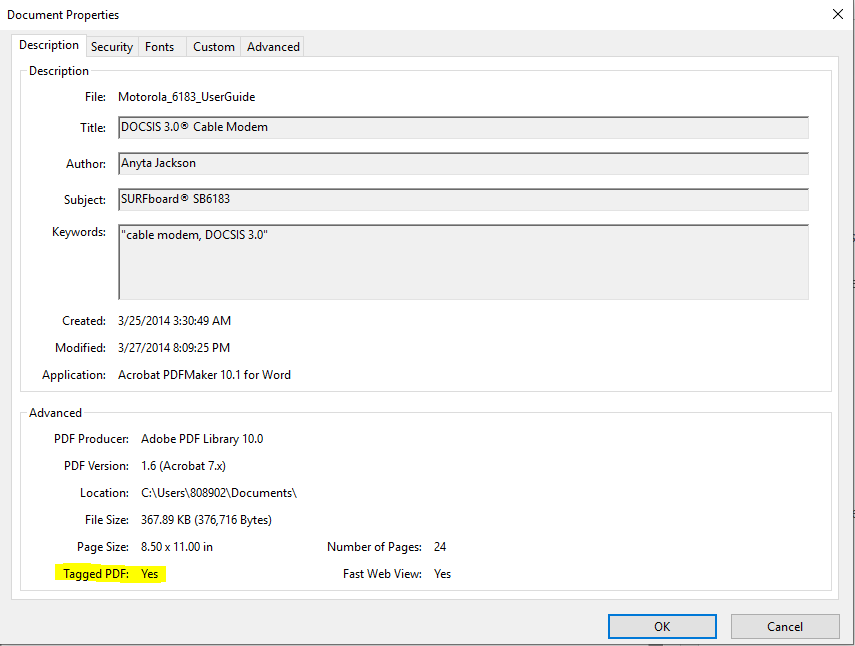 Document Properties
Description Security Fonts Custom Advanced
Description
File: Motorola_6183_UserGuide
Title: DOCSIS 3.0® Cable Modem
Author: Anyta Jackson
Subject: SURFboard® SB6183
Keywords: "cable modem, DOCSIS 3.0"
Created: 3/25/2014 3:30:49 AM
Modified: 3/27/2014 8:09:25 PM
Application: Acrobat PDFMaker 10.1 for Word
Advanced
PDF Producer: Adobe PDF Library 10.0
PDF Version: 1.6 (Acrobat 7.x)
Location: C:\Users\808902\Documents\
File Size: 367.89 KB (376,716 Bytes)
Page Size: 8.50 x 11.00 in Number of Pages: 24
Tagged PDF: Yes Fast Web View: Yes
OK Cancel